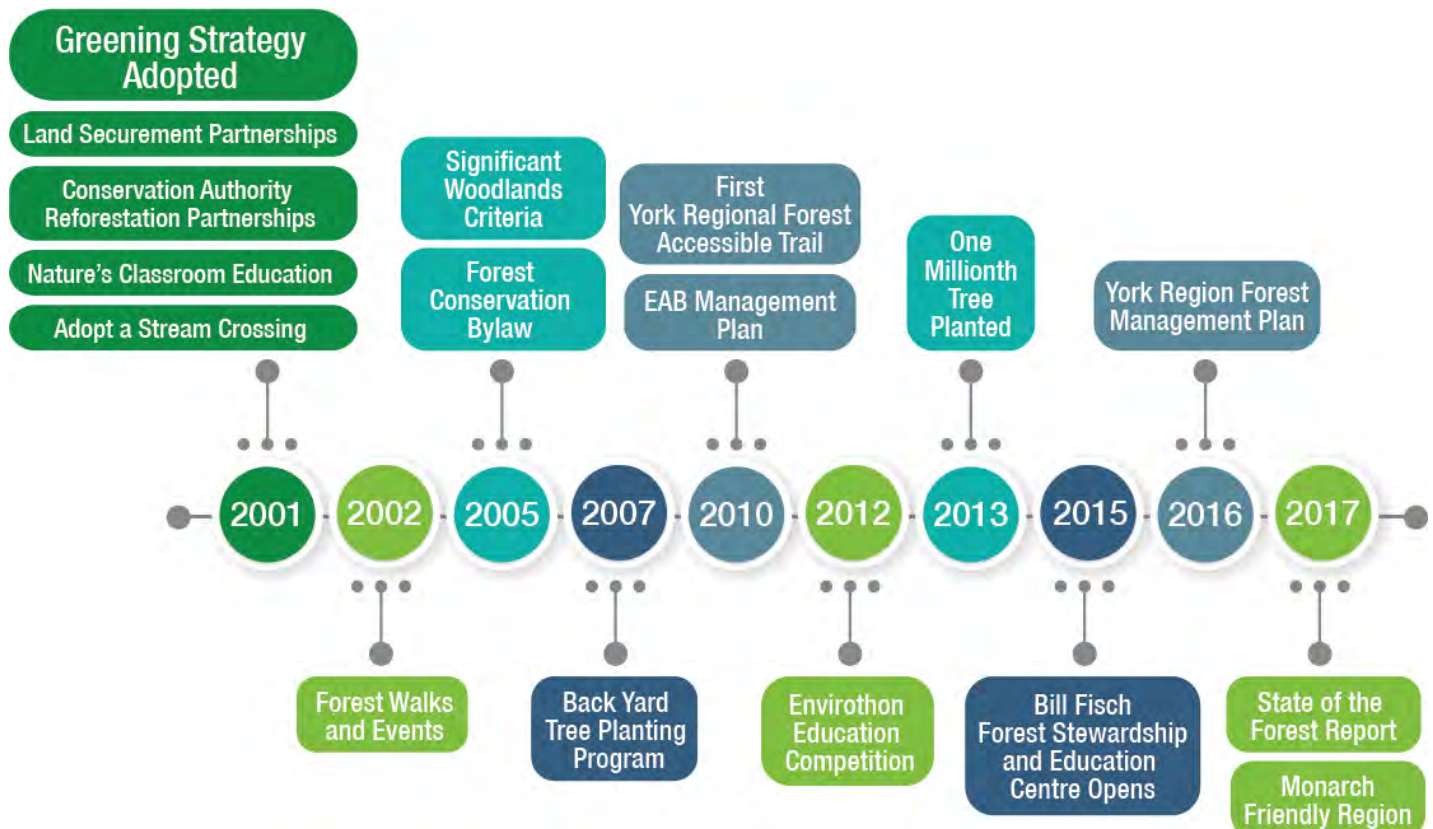 Greening Strategy
Adopted
Land Securement Partnerships
Conservation Authority
Reforestation Partnerships
Nature's Classroom Education
Adopt a Stream Crossing
Significant
Woodlands
Criteria
Forest
Conservation
Bylaw
First
York Regional Forest
Accessible Trail
EAB Management
Plan
One
Millionth
Tree
Planted
York Region Forest
Management Plan
2001
2002
2005
2007
2010
2012
2013
2015
2016
2017
Forest Walks
and Events
Back Yard
Tree Planting
Program
Envirothon
Education
Competition
Bill Fisch
Forest Stewardship
and Education
Centre Opens
State of the
Forest Report
Monarch
Friendly Region